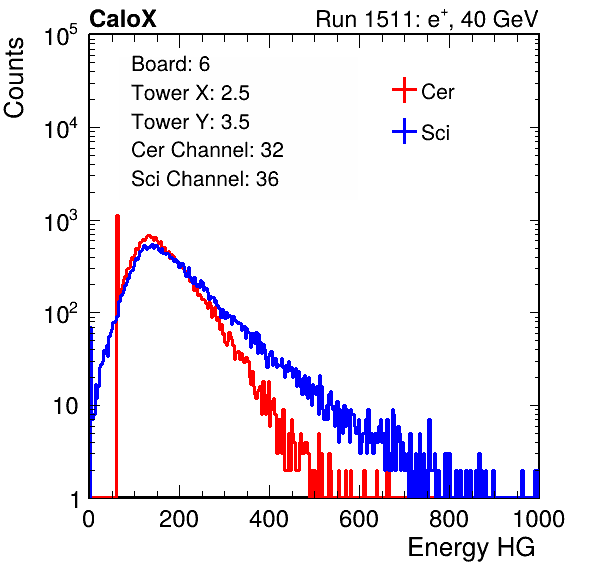 CaloX Run 1511: e⁺, 40 GeV
Counts
10⁵
10⁴
10³
10²
10
1
Board: 6
Tower X: 2.5
Tower Y: 3.5
Cer Channel: 32
Sci Channel: 36
Cer
Sci
0 200 400 600 800 1000
Energy HG